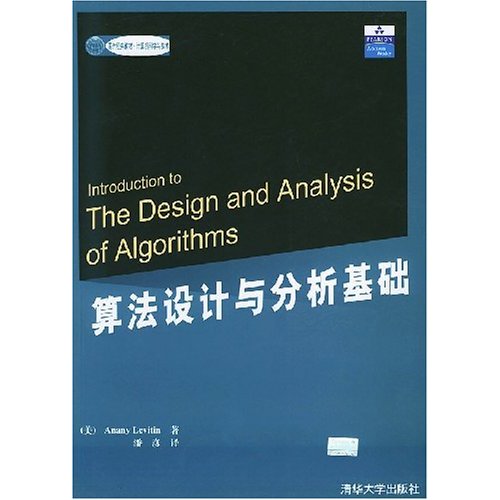 PEARSON
Introduction to
The Design and Analysis
of Algorithms
算法设计与分析基础
(美) Anany Levitin 著
潘彦 译
清华大学出版社